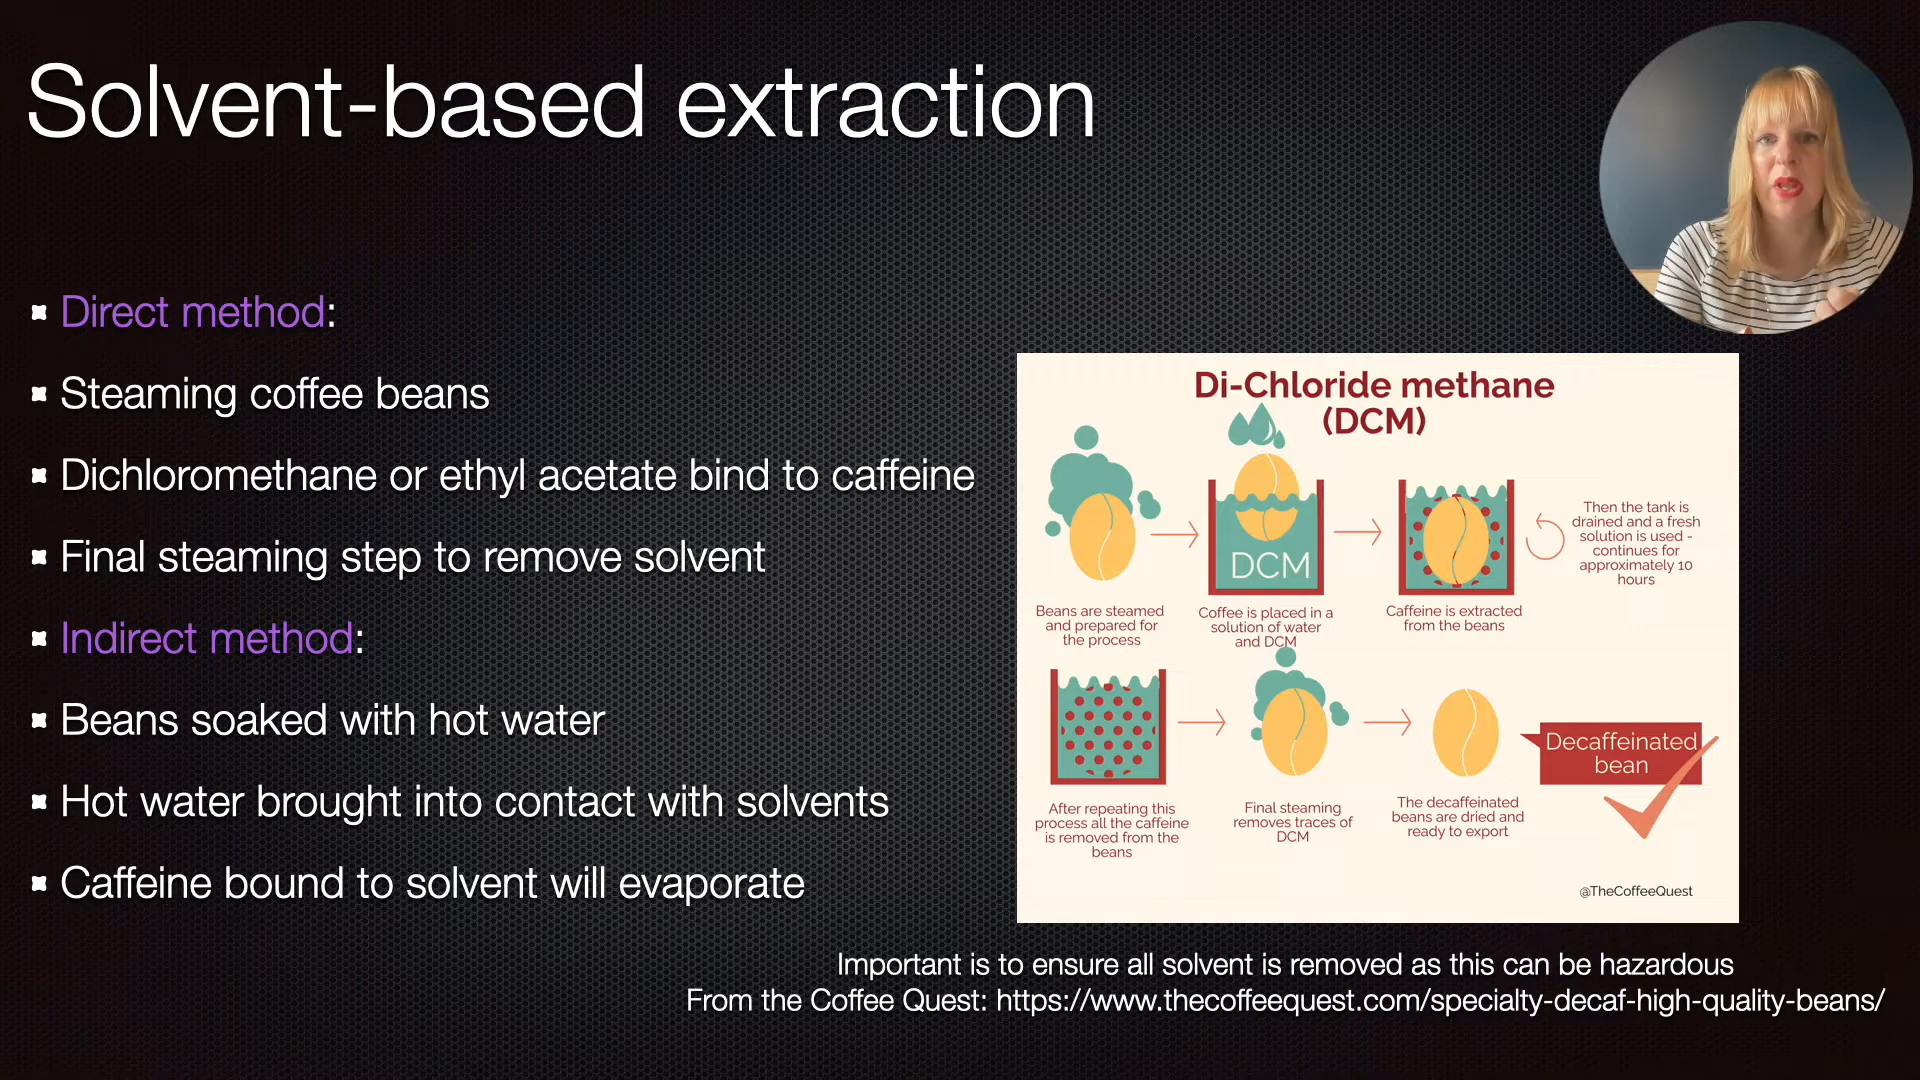 Solvent-based extraction
Direct method:
Steaming coffee beans
Dichloromethane or ethyl acetate bind to caffeine
Final steaming step to remove solvent
Indirect method:
Beans soaked with hot water
Hot water brought into contact with solvents
Caffeine bound to solvent will evaporate
Di-Chloride methane
(DCM)
DCM
Beans are steamed
and prepared for
the process
Coffee is placed in a
solution of water
and DCM
Caffeine is extracted
from the beans
Then the tank is
drained and a fresh
solution is used -
continues for
approximately 10
hours
After repeating this
process all the caffeine
is removed from the
beans
Final steaming
removes traces of
DCM
The decaffeinated
beans are dried and
ready to export
Decaffeinated
bean
@TheCoffeeQuest
Important is to ensure all solvent is removed as this can be hazardous
From the Coffee Quest: https://www.thecoffeequest.com/specialty-decaf-high-quality-beans/